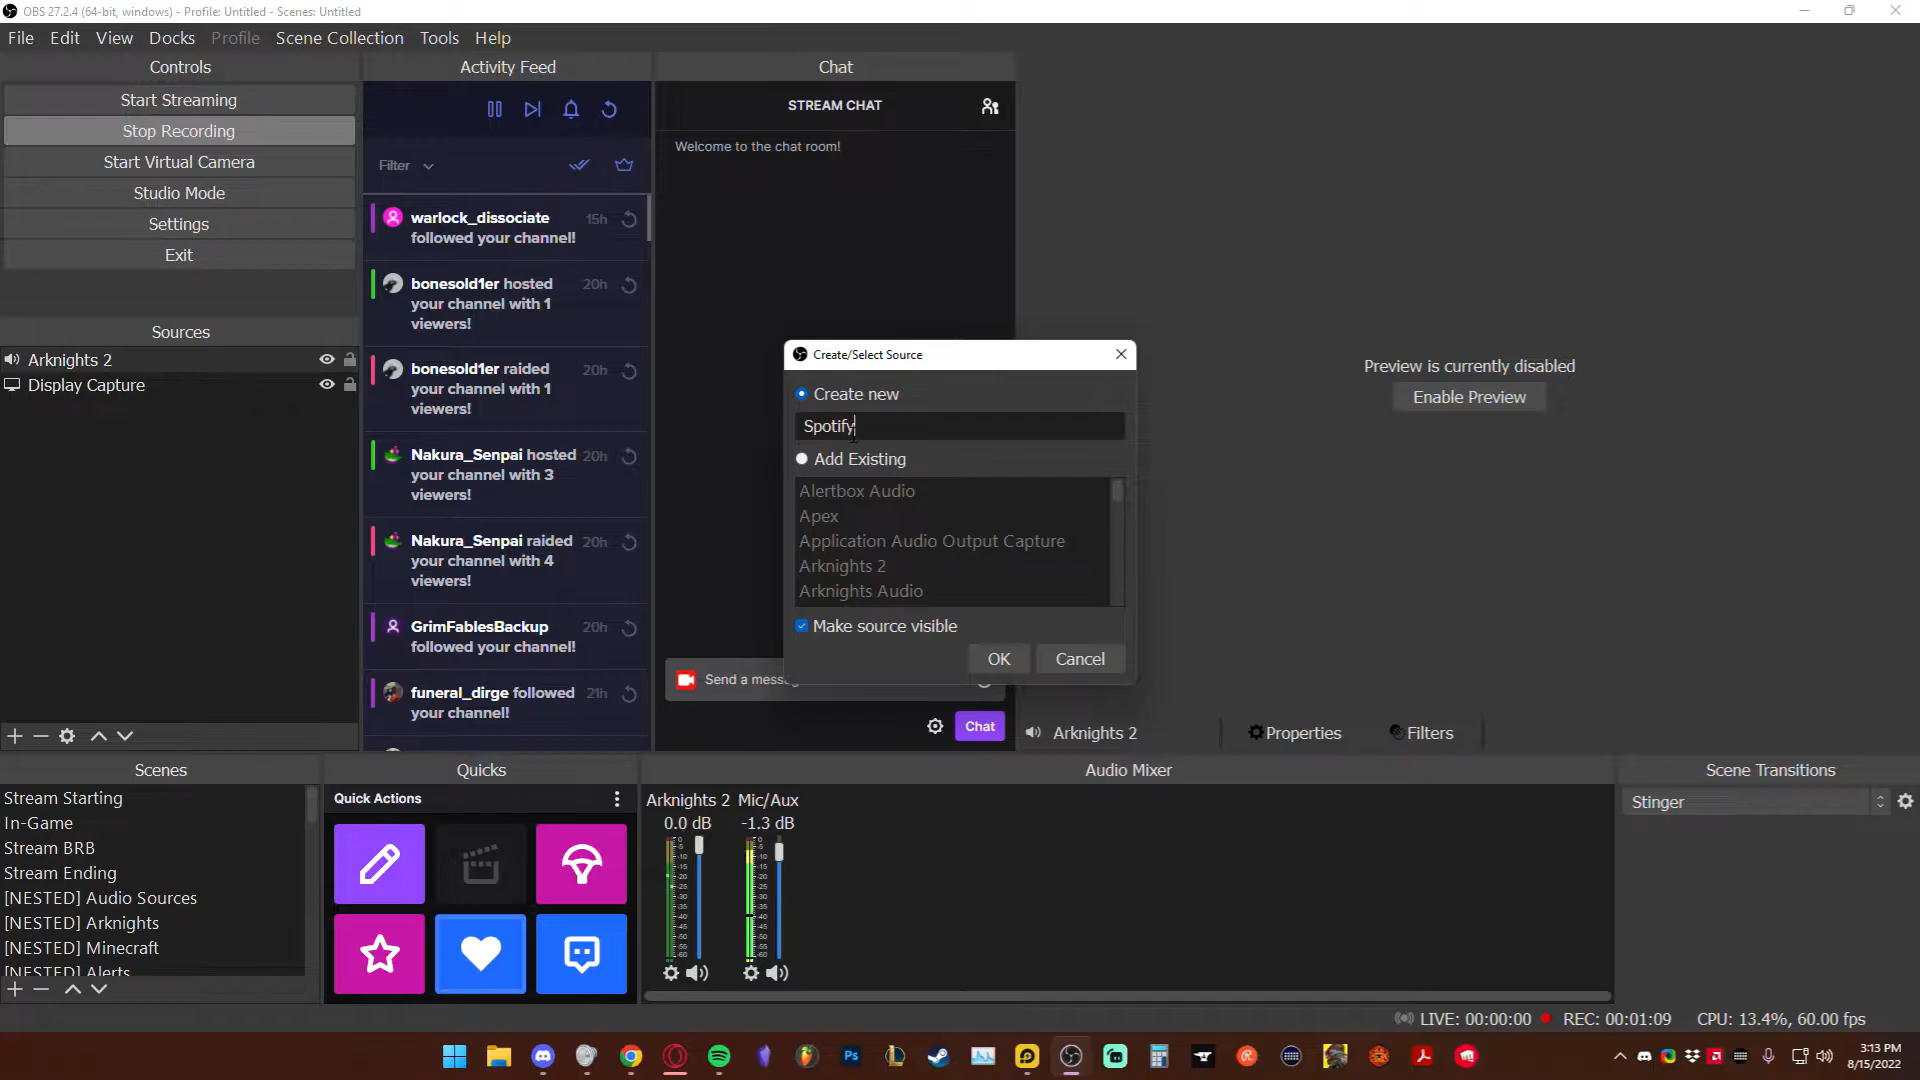 OBS 27.2.4 (64-bit, windows) - Profile: Untitled - Scenes: Untitled
File Edit View Docks Profile Scene Collection Tools Help
Controls
Start Streaming
Stop Recording
Start Virtual Camera
Studio Mode
Settings
Exit
Sources
Arknights 2
Display Capture
Activity Feed
Filter
warlock_dissociate 15h
followed your channel!
bonesold1er hosted 20h
your channel with 1
viewers!
bonesold1er raided 20h
your channel with 1
viewers!
Nakura_Senpai hosted 20h
your channel with 3
viewers!
Nakura_Senpai raided 20h
your channel with 4
viewers!
GrimFablesBackup 20h
followed your channel!
funeral_dirge followed 21h
your channel!
Chat
STREAM CHAT
Welcome to the chat room!
Send a messag
Chat
Create/Select Source
Create new
Spotify
Add Existing
Alertbox Audio
Apex
Application Audio Output Capture
Arknights 2
Arknights Audio
Make source visible
OK Cancel
Preview is currently disabled
Enable Preview
Arknights 2 Properties Filters
Scenes
Stream Starting
In-Game
Stream BRB
Stream Ending
[NESTED] Audio Sources
[NESTED] Arknights
[NESTED] Minecraft
[NESTED] Alerts
Quicks
Quick Actions
Audio Mixer
Arknights 2 Mic/Aux
0.0 dB -1.3 dB
Scene Transitions
Stinger
LIVE: 00:00:00 REC: 00:01:09 CPU: 13.4%, 60.00 fps
Ps
3:13 PM
8/15/2022